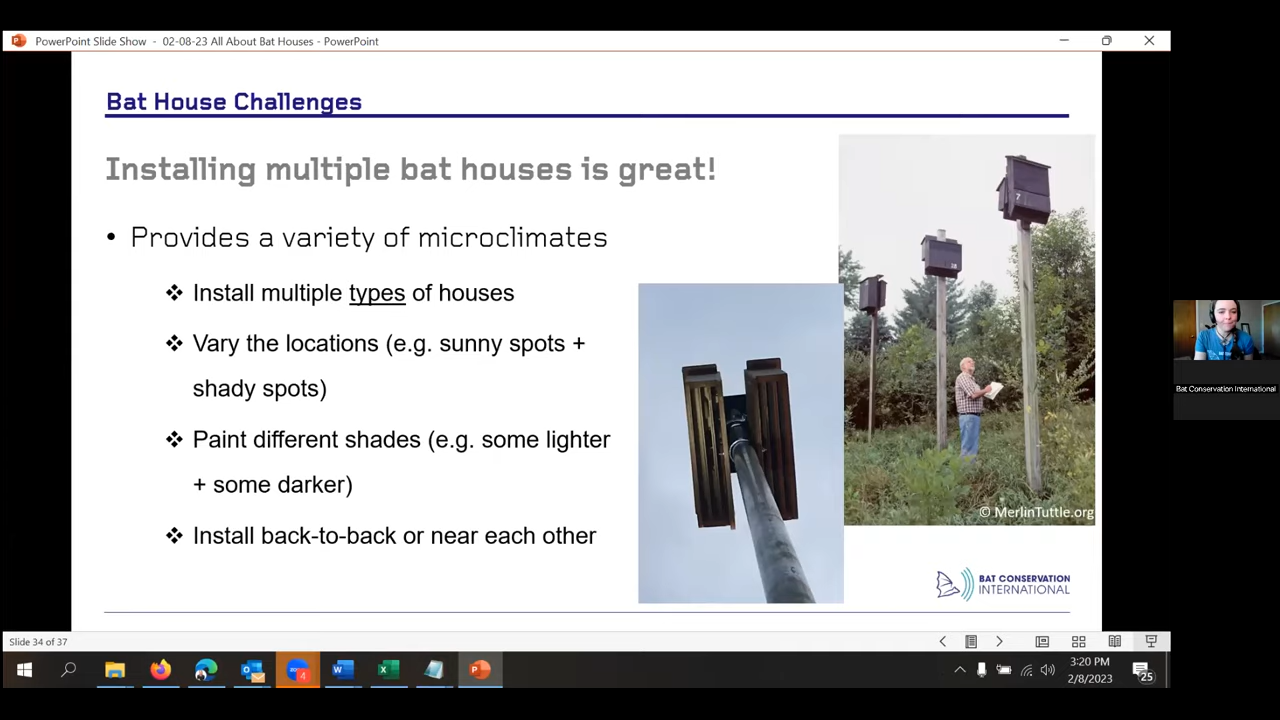 PowerPoint Slide Show - 02-08-23 All About Bat Houses - PowerPoint
Bat House Challenges
Installing multiple bat houses is great!
• Provides a variety of microclimates
❖ Install multiple types of houses
❖ Vary the locations (e.g. sunny spots +
shady spots)
❖ Paint different shades (e.g. some lighter
+ some darker)
❖ Install back-to-back or near each other
7
© MerlinTuttle.org
BAT CONSERVATION
INTERNATIONAL
Bat Conservation International
Slide 34 of 37
4
3:20 PM
2/8/2023
25